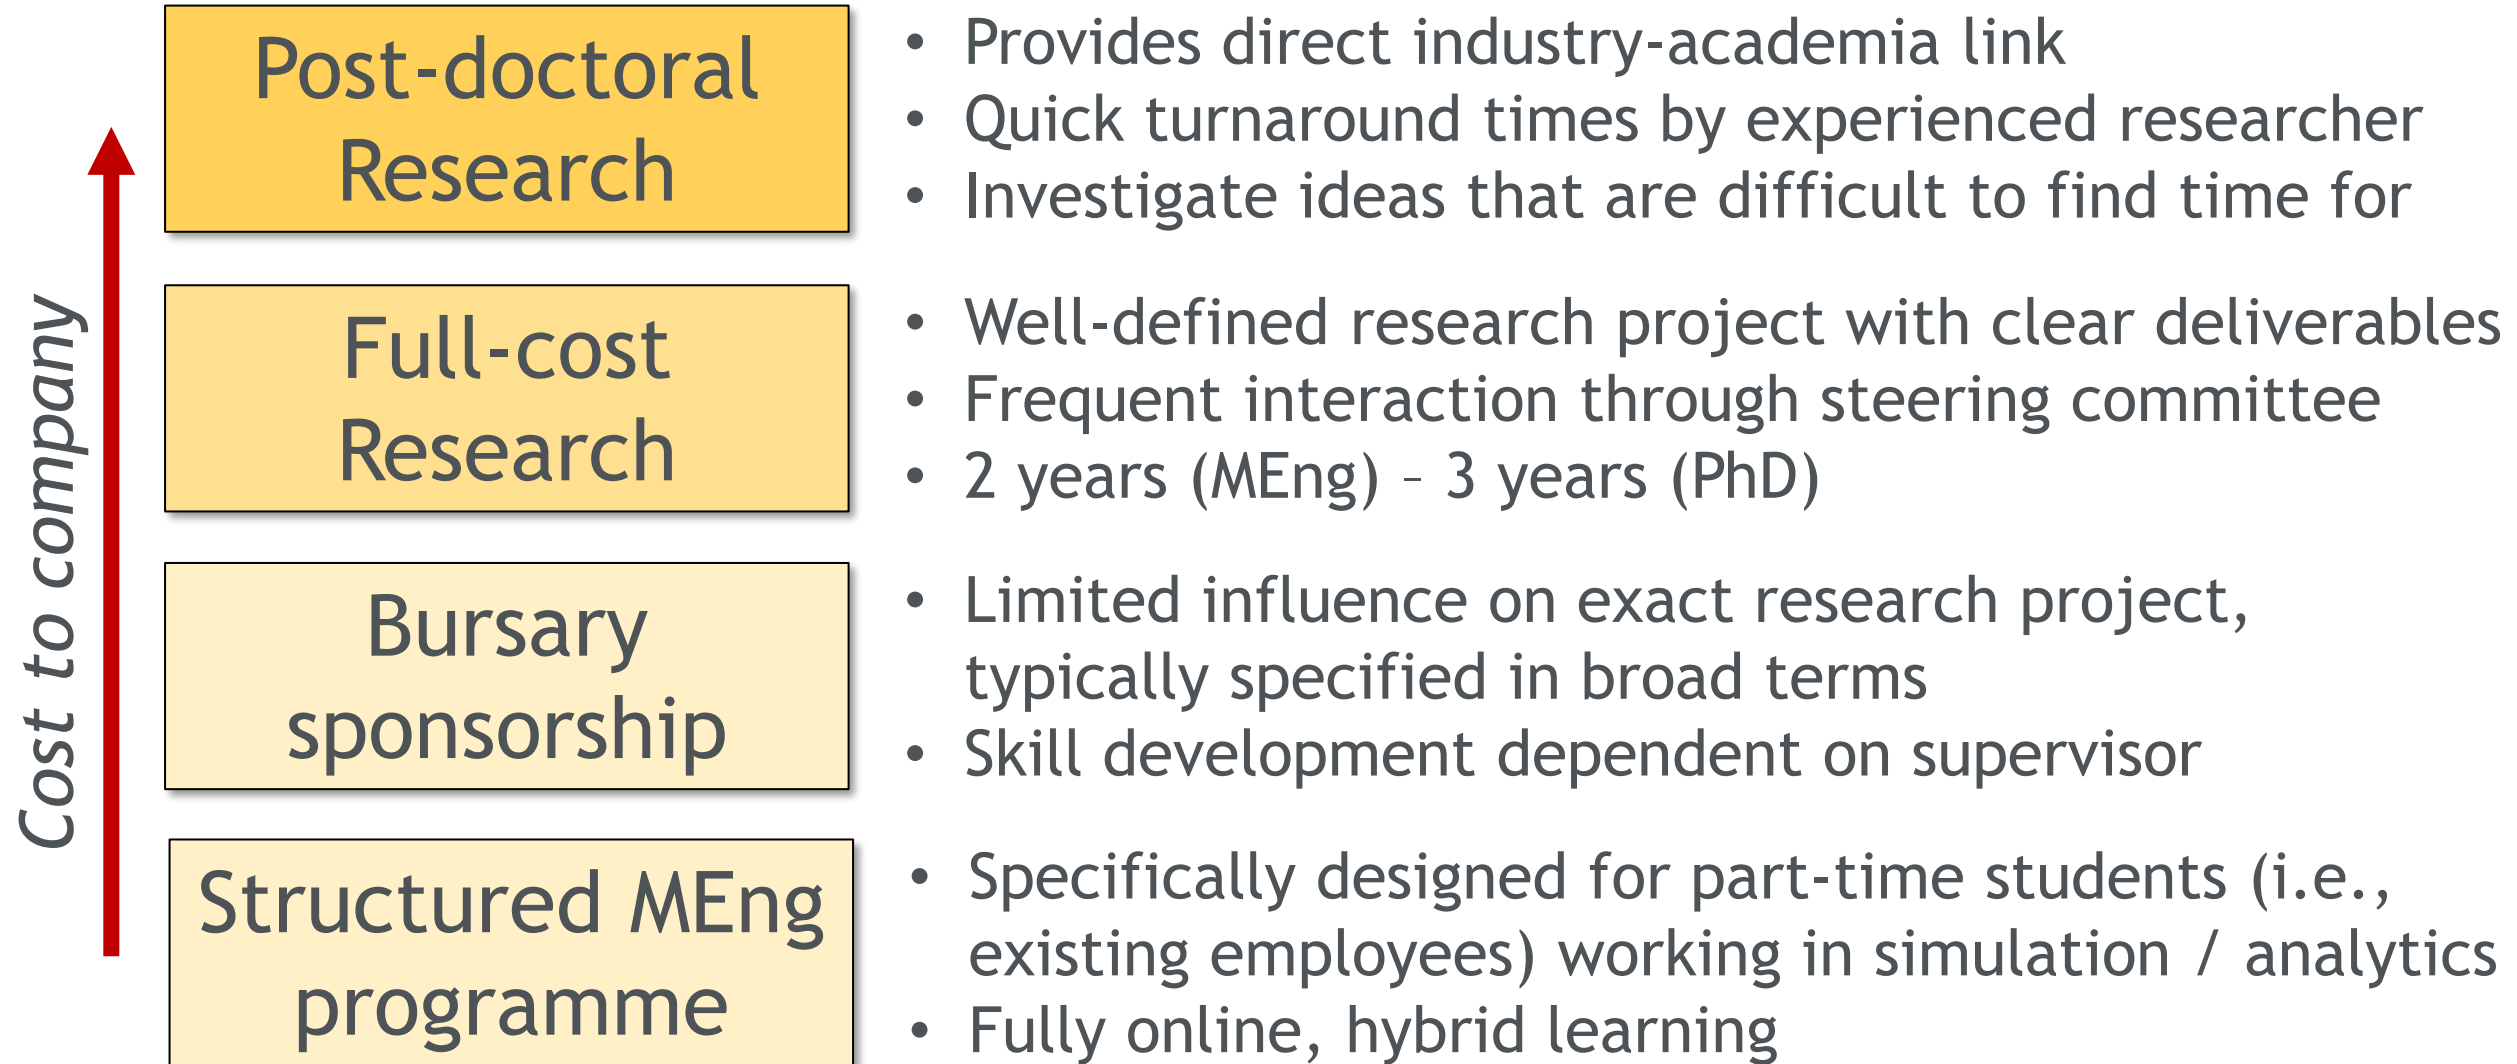 Cost to company
Post-doctoral
Research
• Provides direct industry-academia link
• Quick turnaround times by experienced researcher
• Investigate ideas that are difficult to find time for
Full-cost
Research
• Well-defined research project with clear deliverables
• Frequent interaction through steering committee
• 2 years (MEng) – 3 years (PhD)
Bursary
sponsorship
• Limited influence on exact research project,
typically specified in broad terms
• Skill development dependent on supervisor
Structured MEng
programme
• Specifically designed for part-time students (i.e.,
existing employees) working in simulation / analytics
• Fully online, hybrid learning